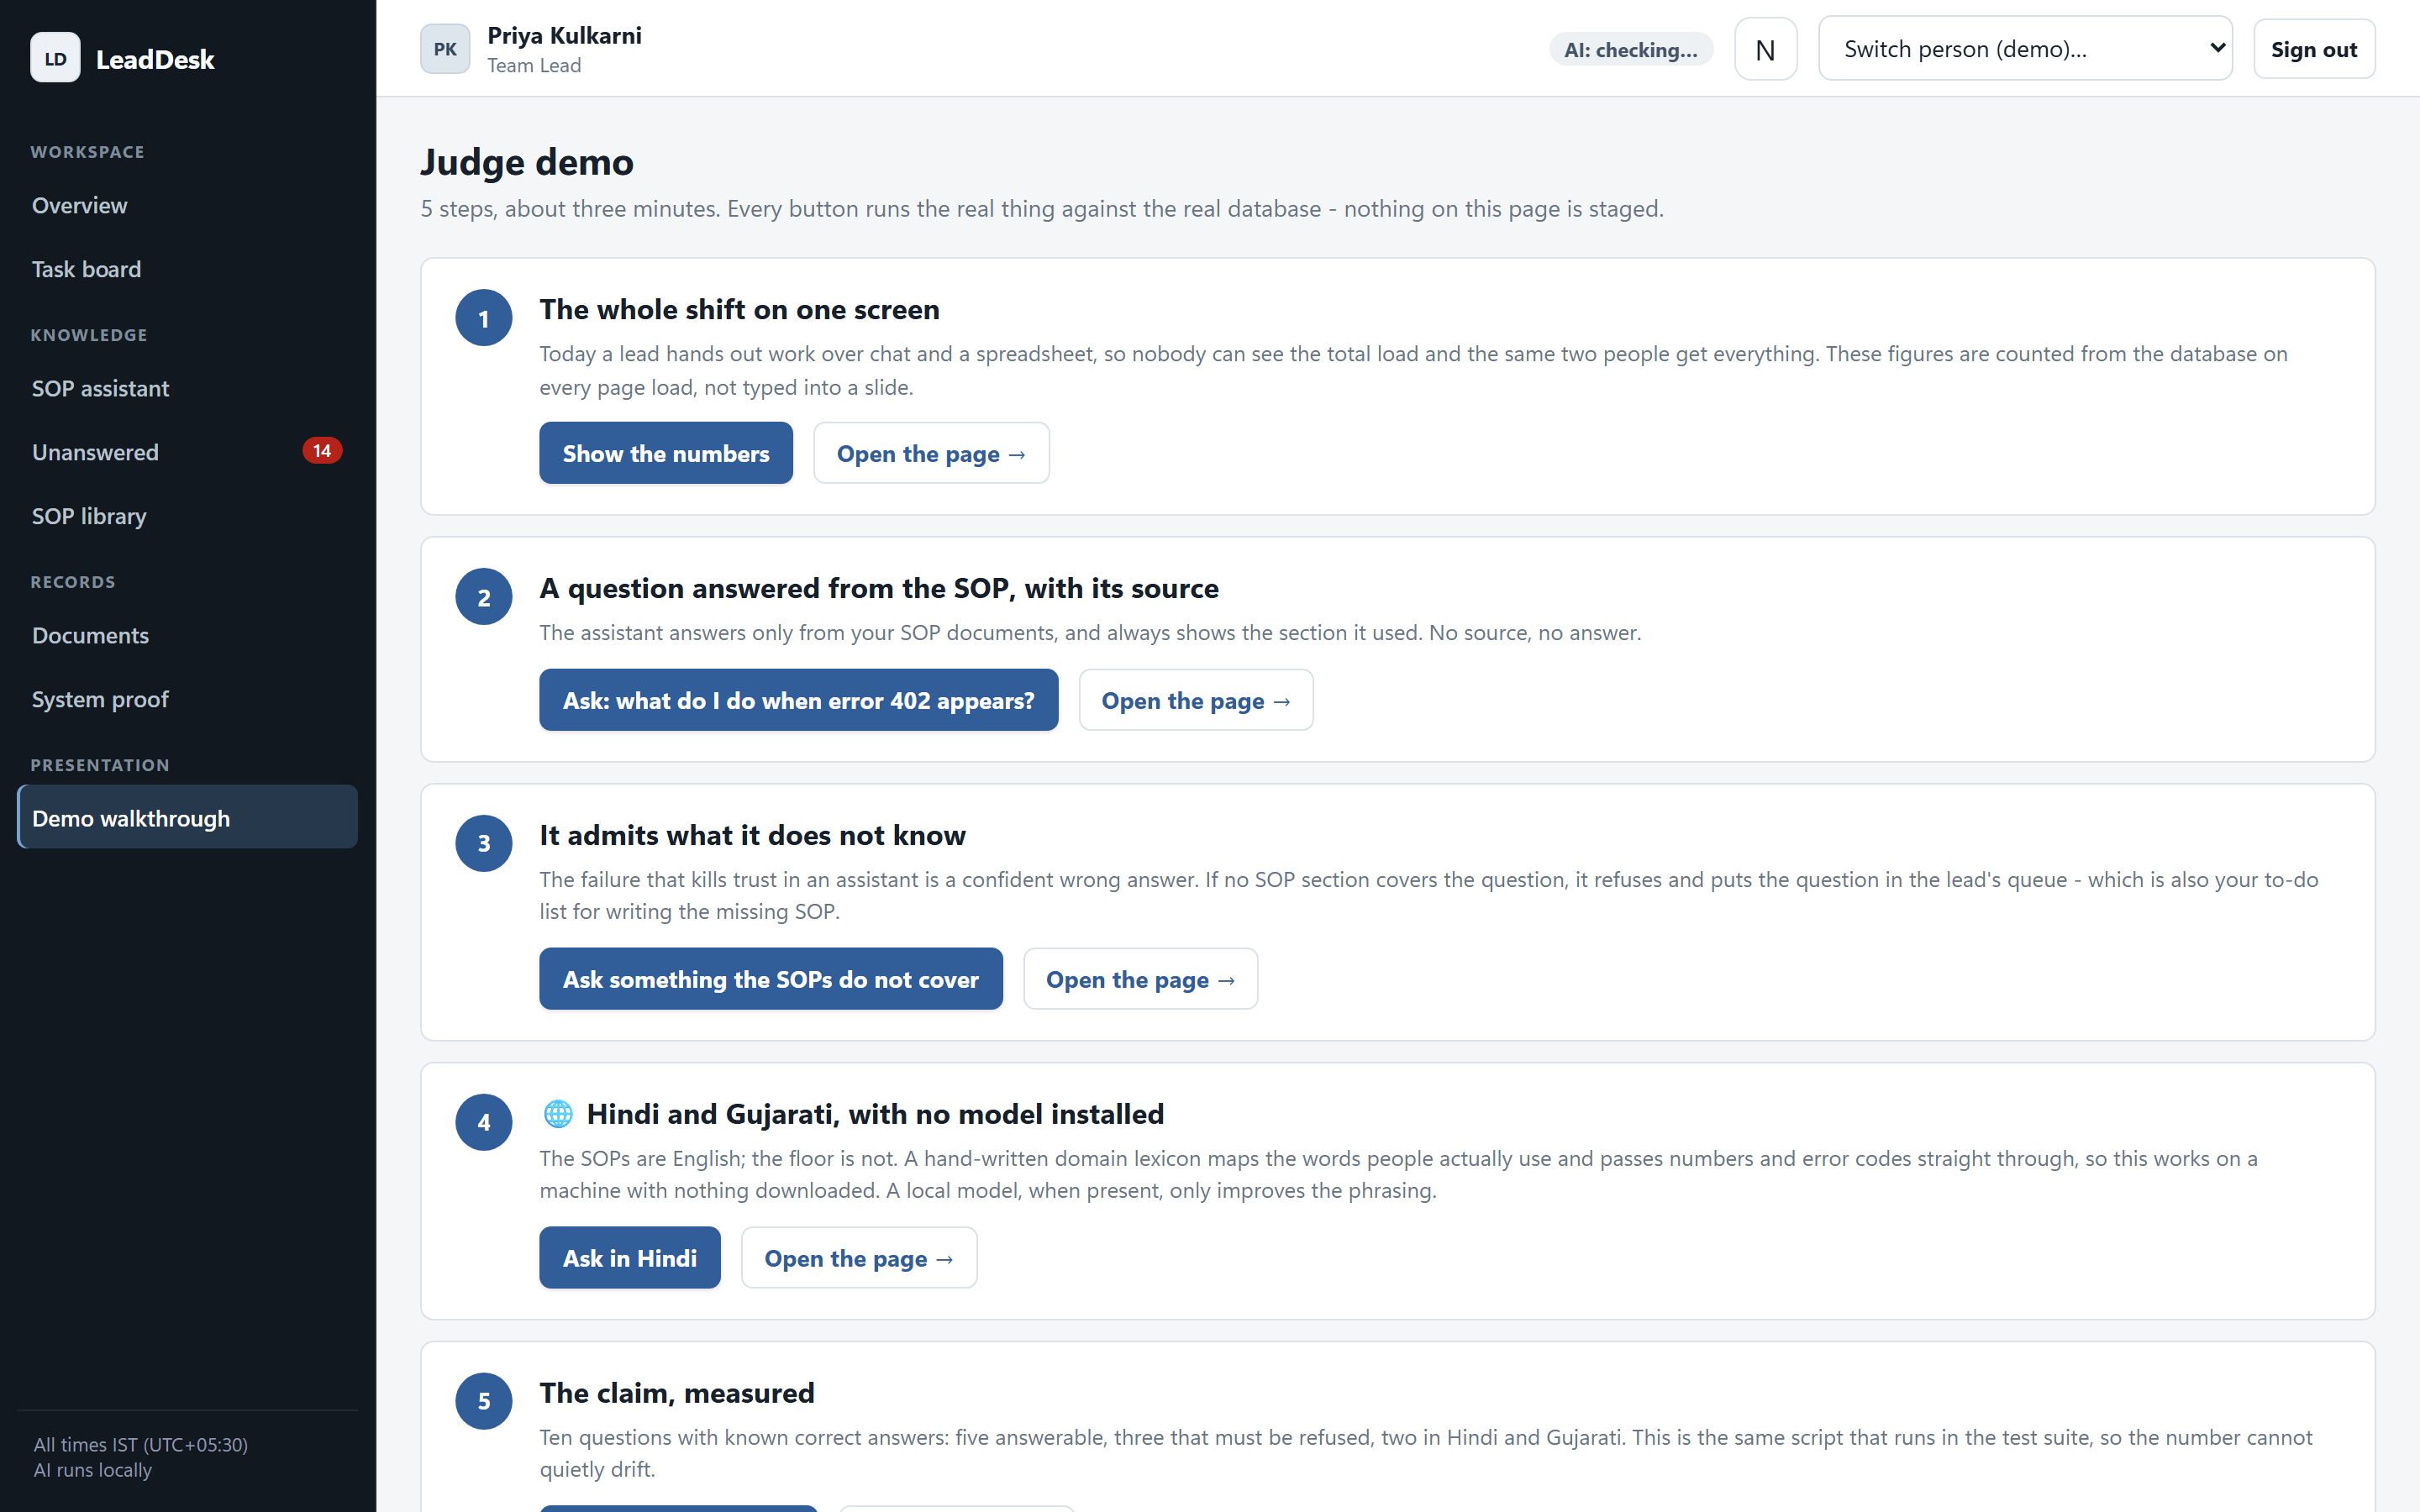 LD
LeadDesk
WORKSPACE
Overview
Task board
KNOWLEDGE
SOP assistant
Unanswered
14
SOP library
RECORDS
Documents
System proof
PRESENTATION
Demo walkthrough
All times IST (UTC+05:30)
AI runs locally
PK
Priya Kulkarni
Team Lead
AI: checking...
N
Switch person (demo)...
Sign out
Judge demo
5 steps, about three minutes. Every button runs the real thing against the real database - nothing on this page is staged.
1
The whole shift on one screen
Today a lead hands out work over chat and a spreadsheet, so nobody can see the total load and the same two people get everything. These figures are counted from the database on
every page load, not typed into a slide.
Show the numbers
Open the page →
2
A question answered from the SOP, with its source
The assistant answers only from your SOP documents, and always shows the section it used. No source, no answer.
Ask: what do I do when error 402 appears?
Open the page →
3
It admits what it does not know
The failure that kills trust in an assistant is a confident wrong answer. If no SOP section covers the question, it refuses and puts the question in the lead's queue - which is also your to-do
list for writing the missing SOP.
Ask something the SOPs do not cover
Open the page →
4
Hindi and Gujarati, with no model installed
The SOPs are English; the floor is not. A hand-written domain lexicon maps the words people actually use and passes numbers and error codes straight through, so this works on a
machine with nothing downloaded. A local model, when present, only improves the phrasing.
Ask in Hindi
Open the page →
5
The claim, measured
Ten questions with known correct answers: five answerable, three that must be refused, two in Hindi and Gujarati. This is the same script that runs in the test suite, so the number cannot
quietly drift.